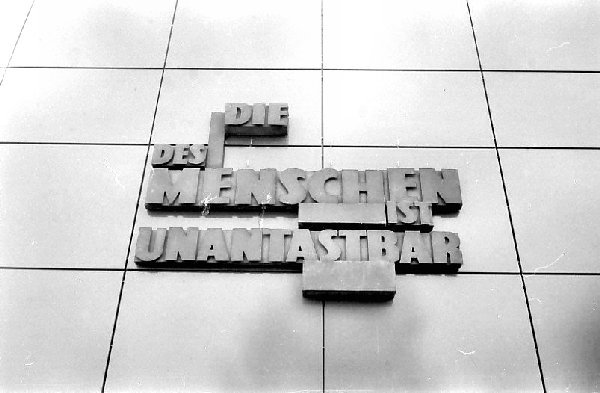 DIE
DES
MENSCHEN
IST
UNANTASTBAR